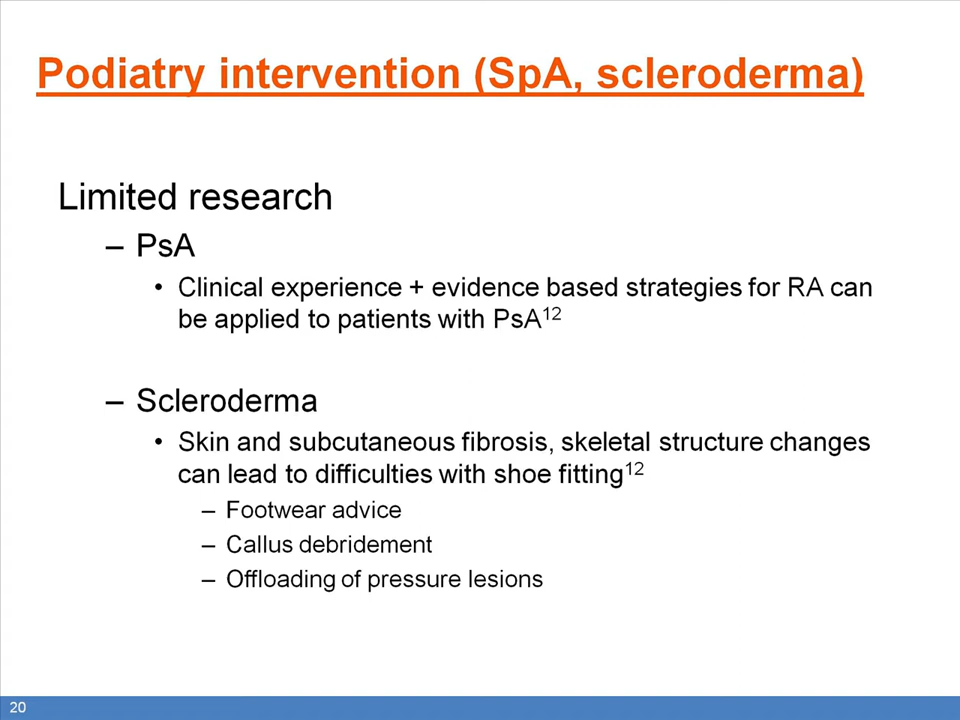 Podiatry intervention (SpA, scleroderma)
Limited research
– PsA
• Clinical experience + evidence based strategies for RA can
be applied to patients with PsA12
– Scleroderma
• Skin and subcutaneous fibrosis, skeletal structure changes
can lead to difficulties with shoe fitting12
– Footwear advice
– Callus debridement
– Offloading of pressure lesions
20